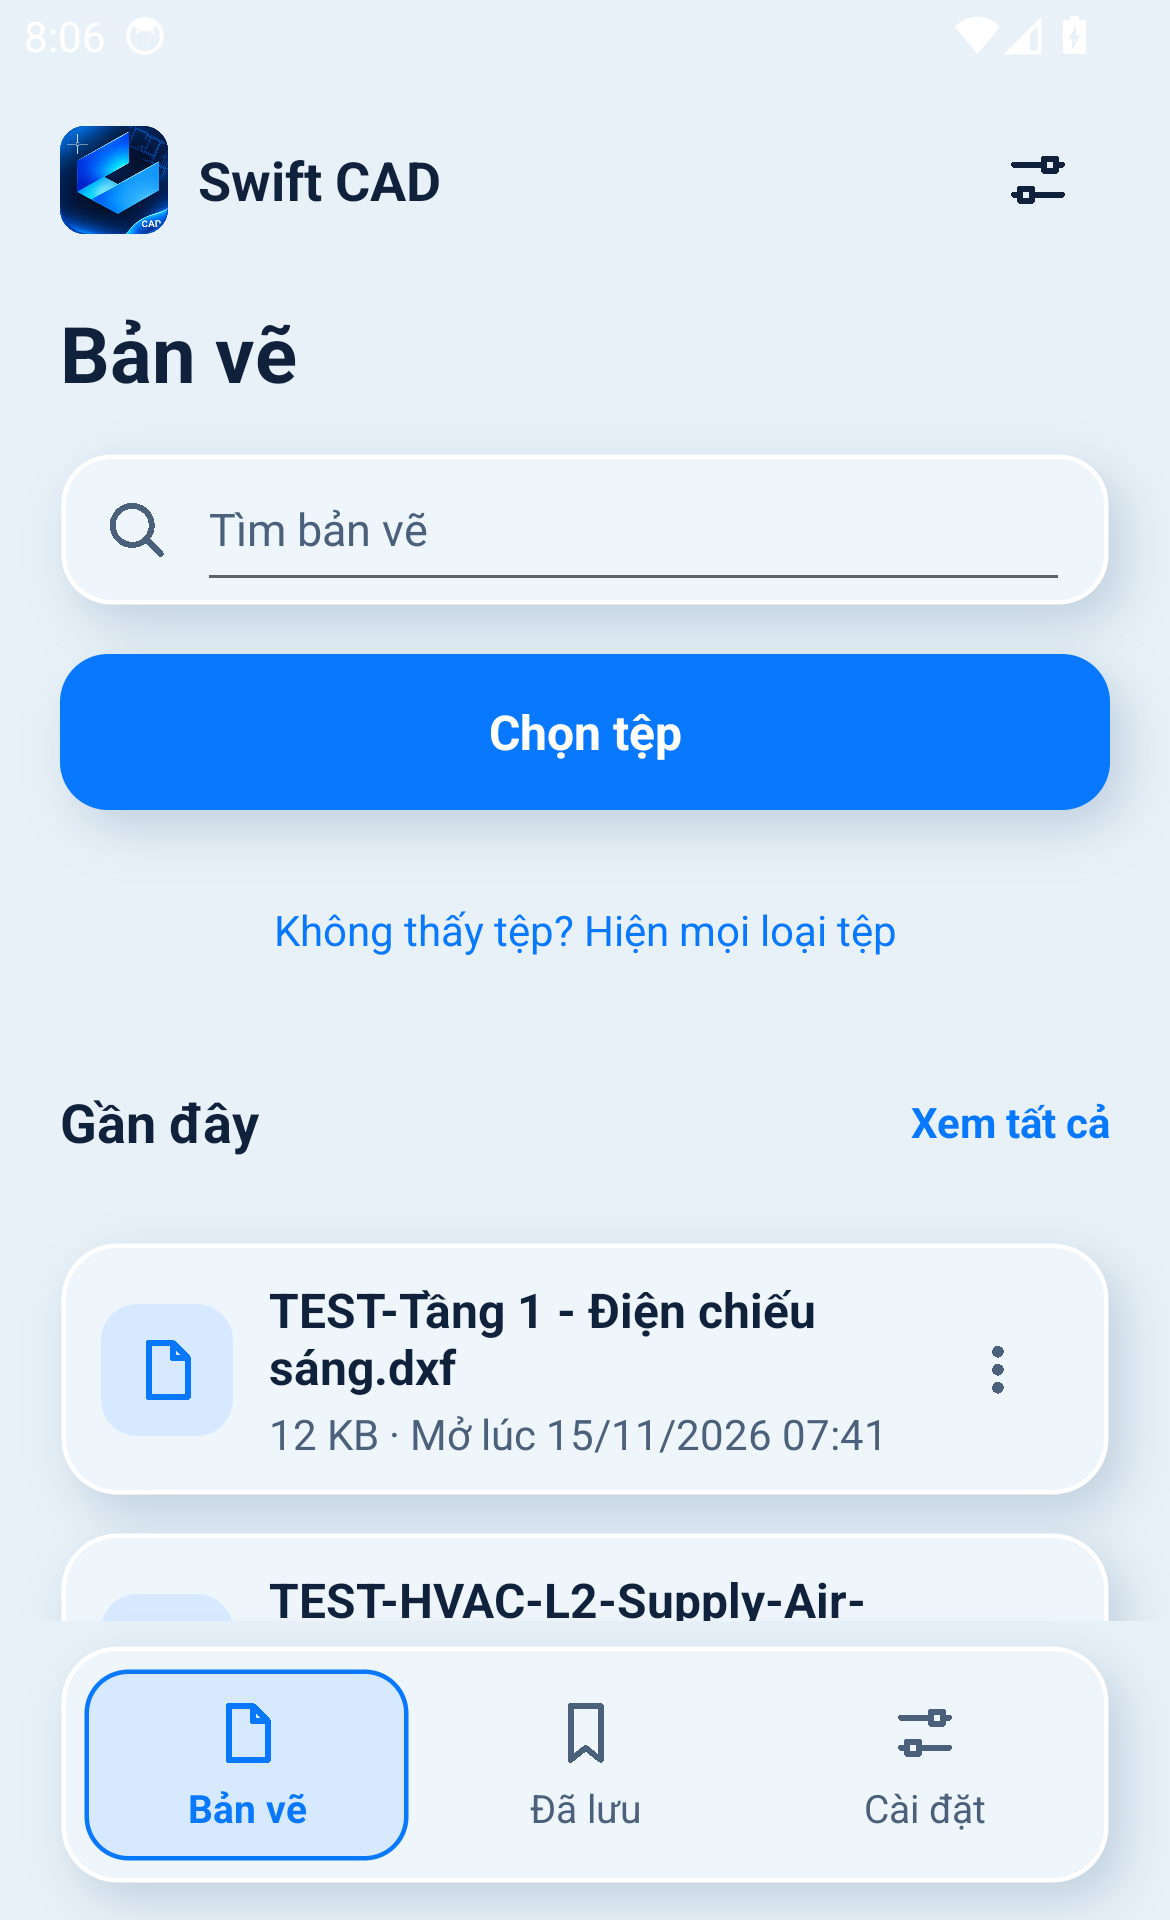 8:06
CAD
Swift CAD
Bản vẽ
Tìm bản vẽ
Chọn tệp
Không thấy tệp? Hiện mọi loại tệp
Gần đây
Xem tất cả
TEST-Tầng 1 - Điện chiếu
sáng.dxf
12 KB · Mở lúc 15/11/2026 07:41
TEST-HVAC-L2-Supply-Air-
Bản vẽ
Đã lưu
Cài đặt